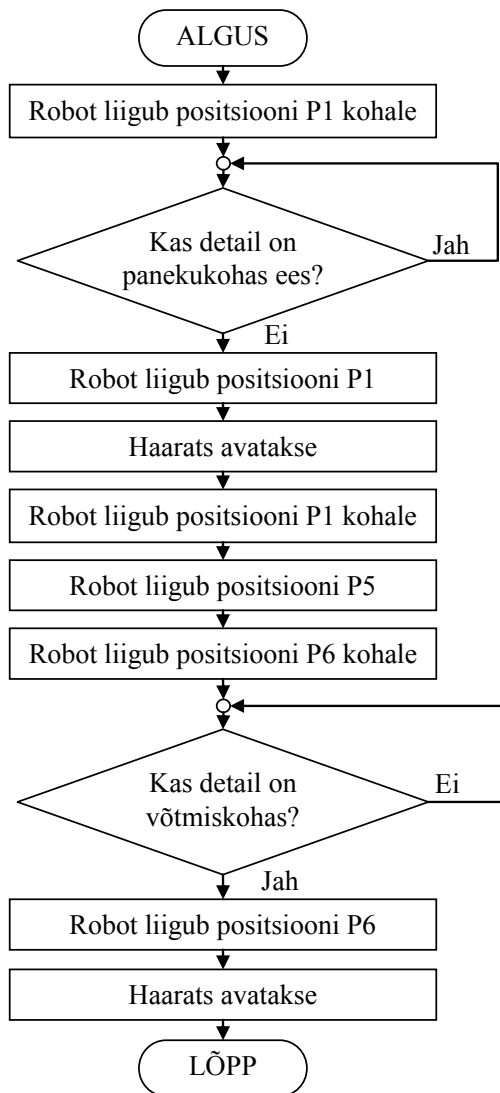 ALGUS
Robot liigub positsiooni P1 kohale
Kas detail on
panekukohas ees?
Jah
Ei
Robot liigub positsiooni P1
Haarats avatakse
Robot liigub positsiooni P1 kohale
Robot liigub positsiooni P5
Robot liigub positsiooni P6 kohale
Kas detail on
võtmiskohas?
Ei
Jah
Robot liigub positsiooni P6
Haarats avatakse
LÕPP